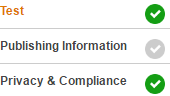 Test
Publishing Information
Privacy & Compliance